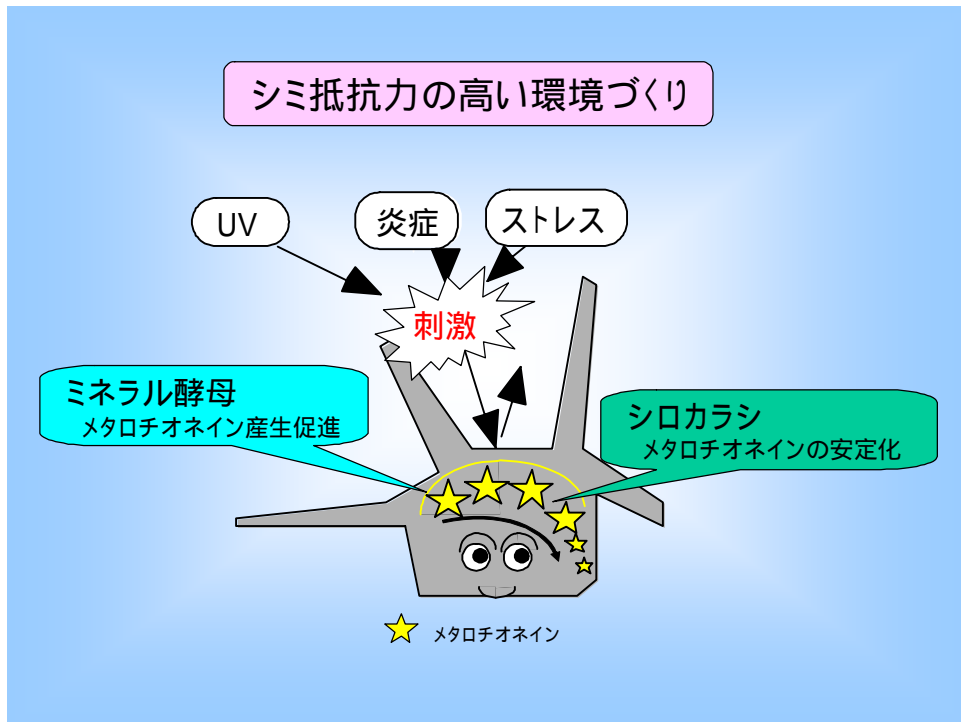 シミ抵抗力の高い環境づくり
UV
炎症
ストレス
刺激
ミネラル酵母
メタロチオネイン産生促進
シロカラシ
メタロチオネインの安定化
メタロチオネイン